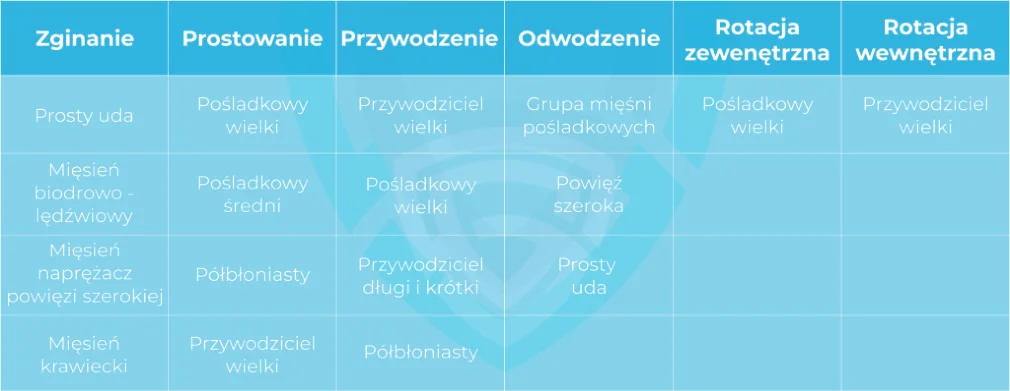 Zginanie
Prostowanie
Przywodzenie
Odwodzenie
Rotacja
zewenętrzna
Rotacja
wewnętrzna
Prosty uda
Pośladkowy
wielki
Przywodziciel
wielki
Grupa mięśni
pośladkowych
Pośladkowy
wielki
Przywodziciel
wielki
Mięsień
biodrowo -
lędźwiowy
Pośladkowy
średni
Pośladkowy
wielki
Powięź
szeroka
Mięsień
naprężacz
powięzi szerokiej
Półbłoniasty
Przywodziciel
długi i krótki
Prosty
uda
Mięsień
krawiecki
Przywodziciel
wielki
Półbłoniasty